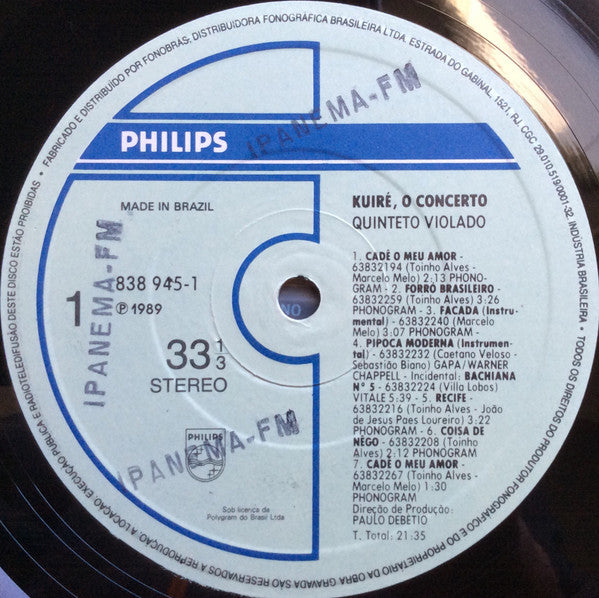 FABRICADO E DISTRIBUÍDO POR FONOBRÁS; DISTRIBUIDORA FONOGRÁFICA BRASILEIRA LTDA. ESTRADA DO GABINAL, 1521, RJ, CGC 29.010.519/0001-32. INDÚSTRIA BRASILEIRA • TODOS OS DIREITOS DO PRODUTOR FONOGRÁFICO E DO PROPRIETÁRIO DA OBRA GRAVADA SÃO RESERVADOS A REPRODUÇÃO, A LOCAÇÃO, EXECUÇÃO PÚBLICA E RADIOTELEDIFUSÃO DESTE DISCO ESTÃO PROIBIDAS •
PHILIPS
IPANEMA-FM
MADE IN BRAZIL
838 945-1
1
Ⓟ 1989
33 1/3
STEREO
IPANEMA-FM
IPANEMA-FM
PHILIPS
Sob licença da
Polygram do Brasil Ltda
KUIRÉ, O CONCERTO
QUINTETO VIOLADO
1. CADÊ O MEU AMOR -
63832194 (Toinho Alves -
Marcelo Melo) 2:13 PHONO-
GRAM - 2. FORRO BRASILEIRO -
63832259 (Toinho Alves) 3:26
PHONOGRAM - 3. FACADA (Instru-
mental) - 63832240 (Marcelo
Melo) 3:07 PHONOGRAM -
4. PIPOCA MODERNA (Instrumen-
tal) - 63832232 (Caetano Veloso -
Sebastião Biano) GAPA/WARNER
CHAPPELL - Incidental: BACHIANA
Nº 5 - 63832224 (Villa Lobos)
VITALE 5:39 - 5. RECIFE -
63832216 (Toinho Alves - João
de Jesus Paes Loureiro) 3:22
PHONOGRAM - 6. COISA DE
NÊGO - 63832208 (Toinho
Alves) 2:12 PHONOGRAM -
7. CADÊ O MEU AMOR -
63832267 (Toinho Alves -
Marcelo Melo) 1:30
PHONOGRAM
Direção de Produção:
PAULO DEBÉTIO
T. Total: 21:35